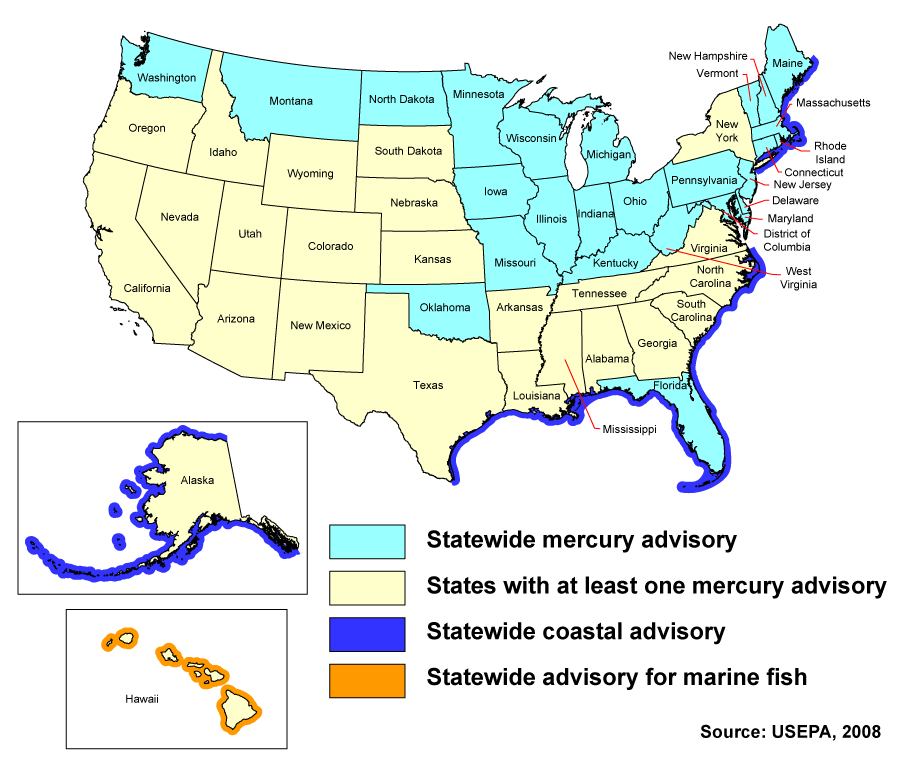 New Hampshire
Vermont
Maine
Washington
Montana
North Dakota
Minnesota
Massachusetts
Oregon
Idaho
Wisconsin
Michigan
New
York
Rhode
Island
Connecticut
South Dakota
Wyoming
Pennsylvania
New Jersey
Iowa
Nebraska
Delaware
Ohio
Illinois
Indiana
Maryland
Nevada
Utah
Colorado
District of
Columbia
Virginia
Kansas
Missouri
Kentucky
West
Virginia
California
North
Carolina
Tennessee
Oklahoma
Arkansas
South
Carolina
Arizona
New Mexico
Georgia
Alabama
Texas
Florida
Louisiana
Mississippi
Alaska
Hawaii
Statewide mercury advisory
States with at least one mercury advisory
Statewide coastal advisory
Statewide advisory for marine fish
Source: USEPA, 2008